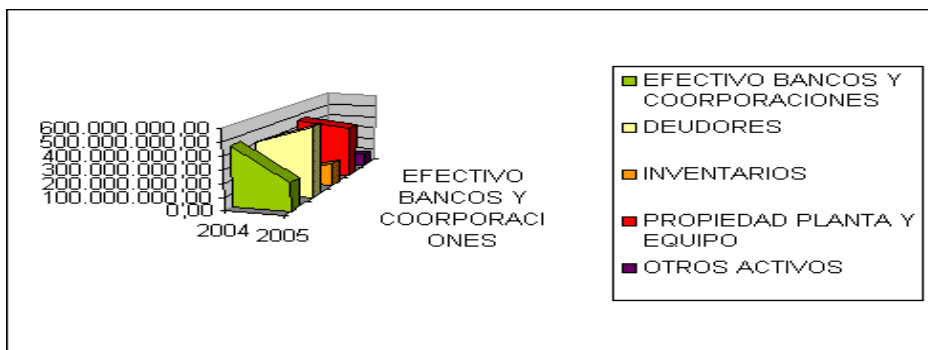 600.000.000,00
500.000.000,00
400.000.000,00
300.000.000,00
200.000.000,00
100.000.000,00
0,00
2004 2005
EFECTIVO
BANCOS Y
COORPORACI
ONES
EFECTIVO BANCOS Y
COORPORACIONES
DEUDORES
INVENTARIOS
PROPIEDAD PLANTA Y
EQUIPO
OTROS ACTIVOS